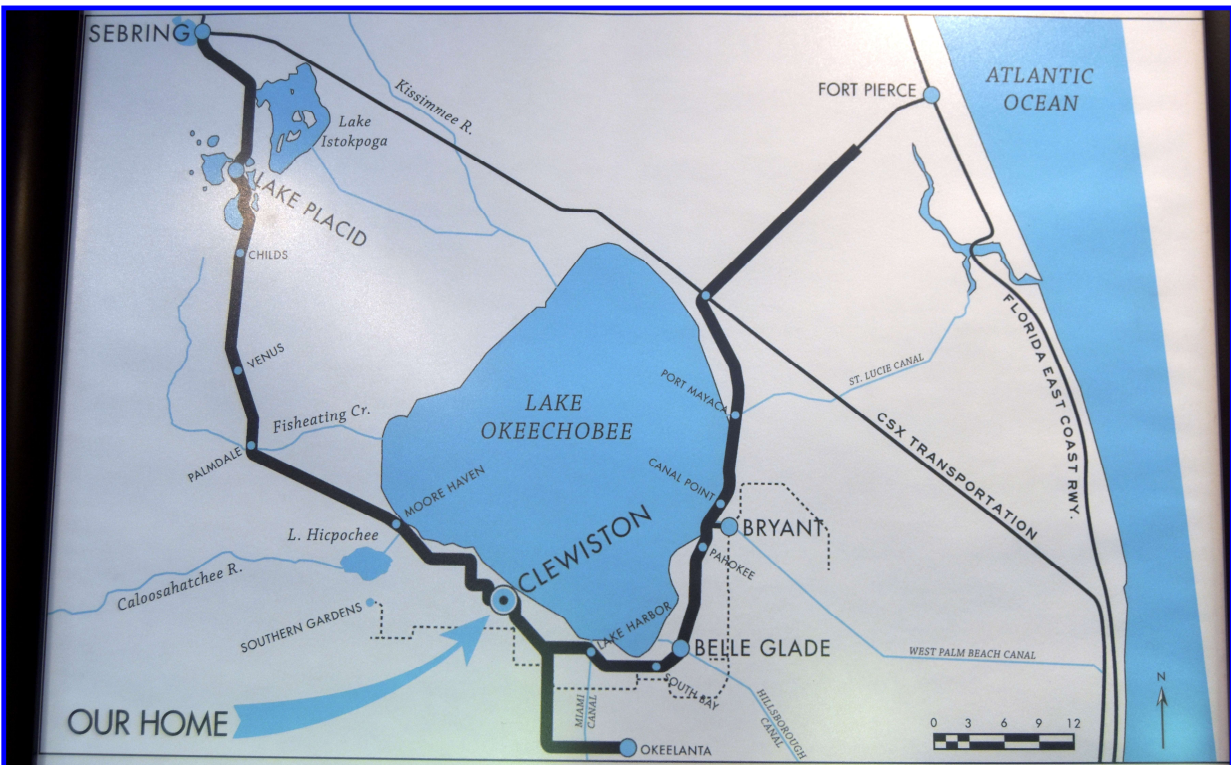 SEBRING
ATLANTIC
OCEAN
FORT PIERCE
Kissimmee R.
Lake
Istokpoga
LAKE PLACID
CHILDS
FLORIDA EAST COAST RWY.
VENUS
ST. LUCIE CANAL
PORT MAYACA
LAKE
OKEECHOBEE
Fisheating Cr.
CSX TRANSPORTATION
PALMDALE
MOORE HAVEN
CANAL POINT
L. Hicpochee
CLEWISTON
BRYANT
PAHOKEE
Caloosahatchee R.
SOUTHERN GARDENS
LAKE HARBOR
BELLE GLADE
WEST PALM BEACH CANAL
SOUTH BAY
MIAMI
CANAL
HILLSBOROUGH
CANAL
OUR HOME
OKEELANTA
N
0 3 6 9 12